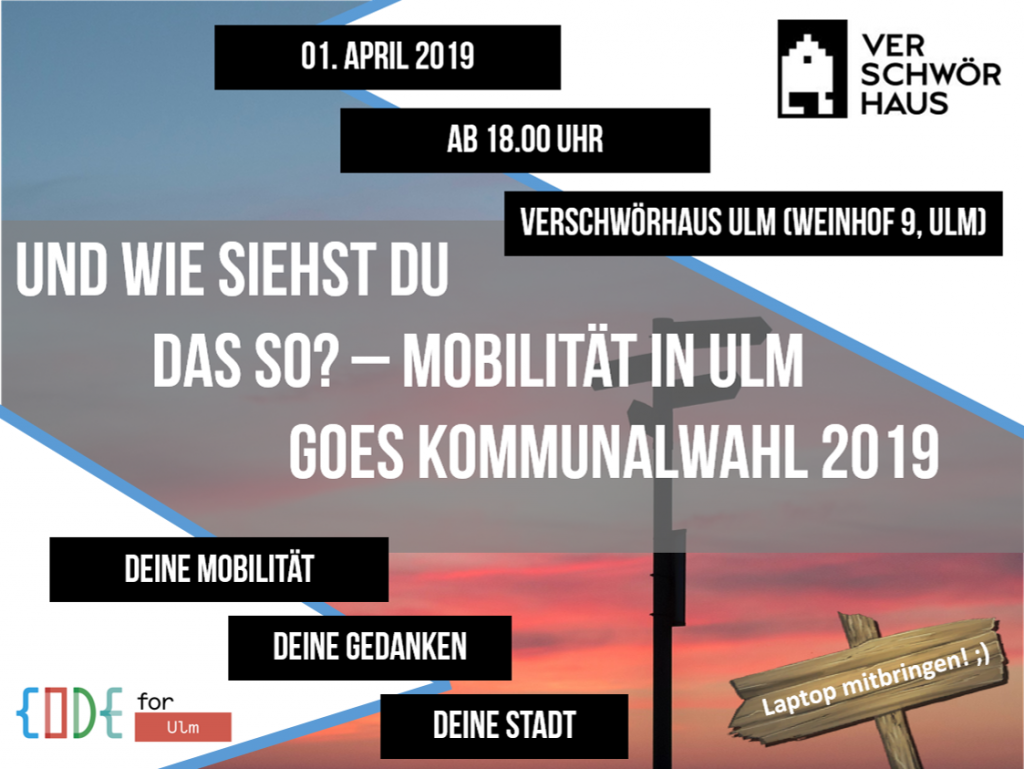 01. APRIL 2019
AB 18.00 UHR
VER
SCHWÖR
HAUS
VERSCHWÖRHAUS ULM (WEINHOF 9, ULM)
UND WIE SIEHST DU
DAS SO? – MOBILITÄT IN ULM
GOES KOMMUNALWAHL 2019
DEINE MOBILITÄT
DEINE GEDANKEN
DEINE STADT
CODE for
Ulm
Laptop mitbringen! ;)